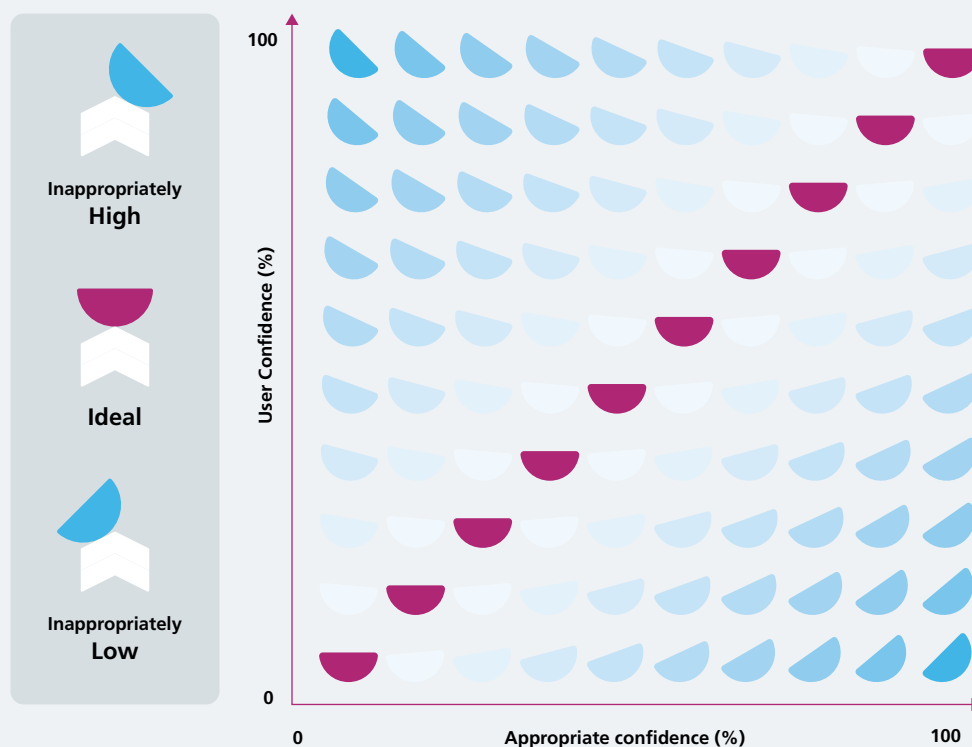 Inappropriately
High
Ideal
Inappropriately
Low
100
User Confidence (%)
0
0
Appropriate confidence (%)
100